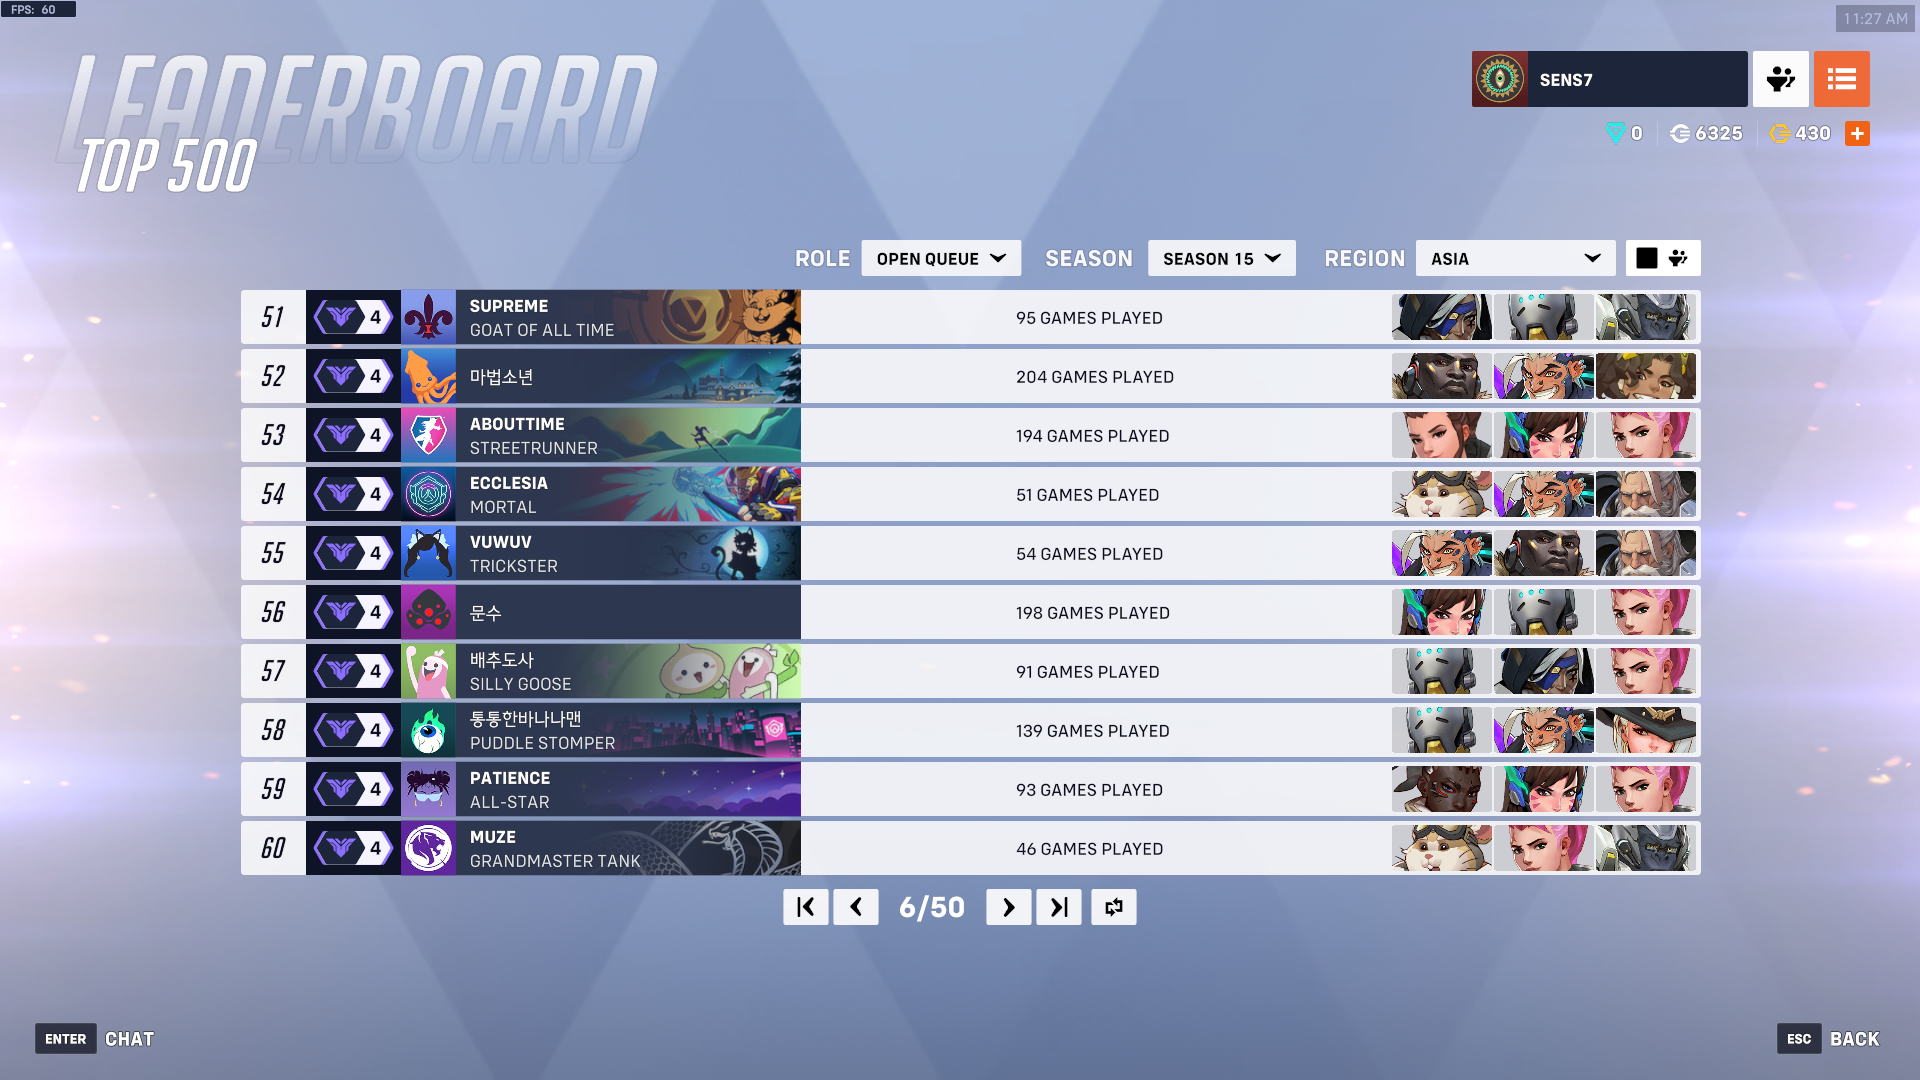 FPS: 60
11:27 AM
LEADERBOARD
TOP 500
SENS7
0
6325
430
ROLE
OPEN QUEUE
SEASON
SEASON 15
REGION
ASIA
51
4
SUPREME
GOAT OF ALL TIME
95 GAMES PLAYED
52
4
마법소년
204 GAMES PLAYED
53
4
ABOUTTIME
STREETRUNNER
194 GAMES PLAYED
54
4
ECCLESIA
MORTAL
51 GAMES PLAYED
55
4
VUWUV
TRICKSTER
54 GAMES PLAYED
56
4
문수
198 GAMES PLAYED
57
4
배추도사
SILLY GOOSE
91 GAMES PLAYED
58
4
통통한바나나맨
PUDDLE STOMPER
139 GAMES PLAYED
59
4
PATIENCE
ALL-STAR
93 GAMES PLAYED
60
4
MUZE
GRANDMASTER TANK
46 GAMES PLAYED
6/50
ENTER
CHAT
ESC
BACK